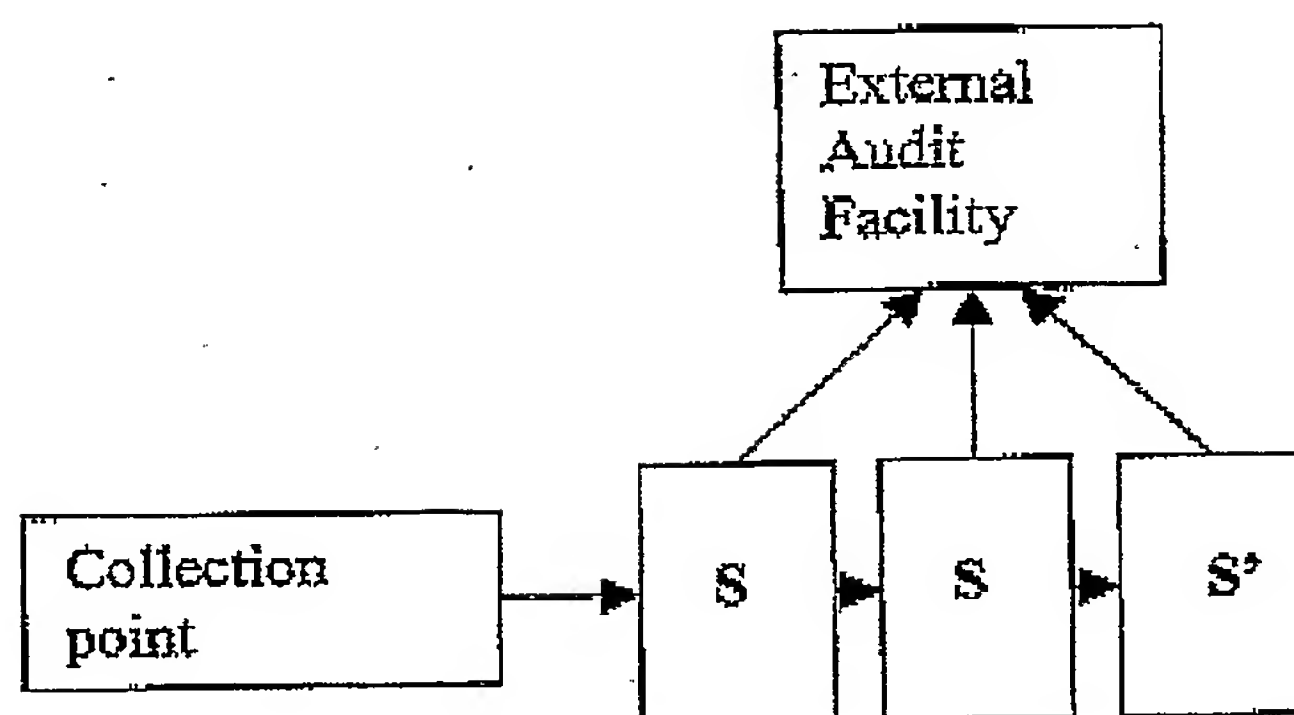 External
Audit
Facility
Collection
point
S
S
S’